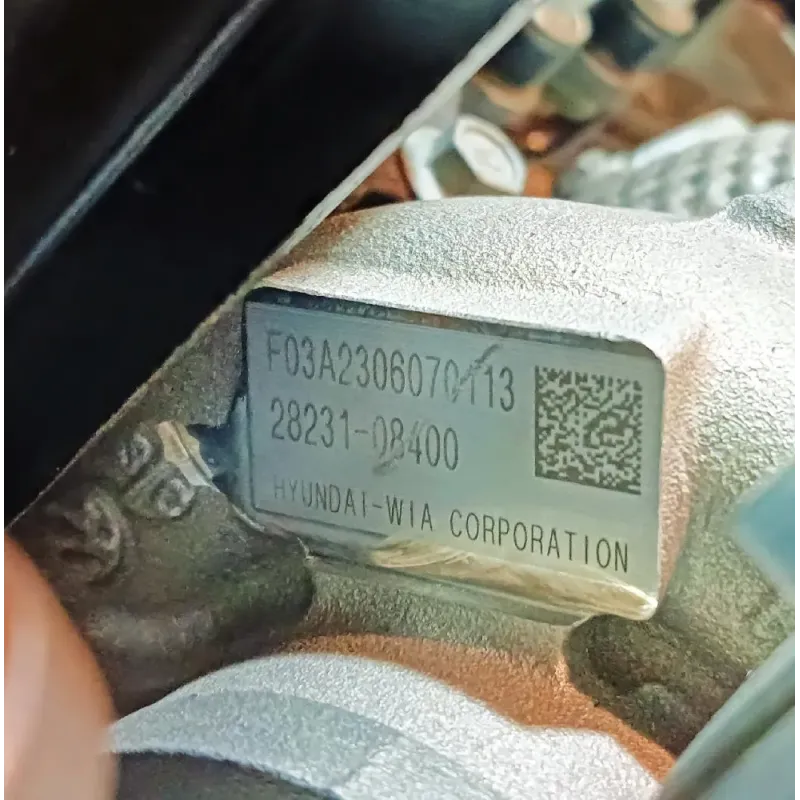 F03A2306070113
28231-08400
HYUNDAI-WIA CORPORATION